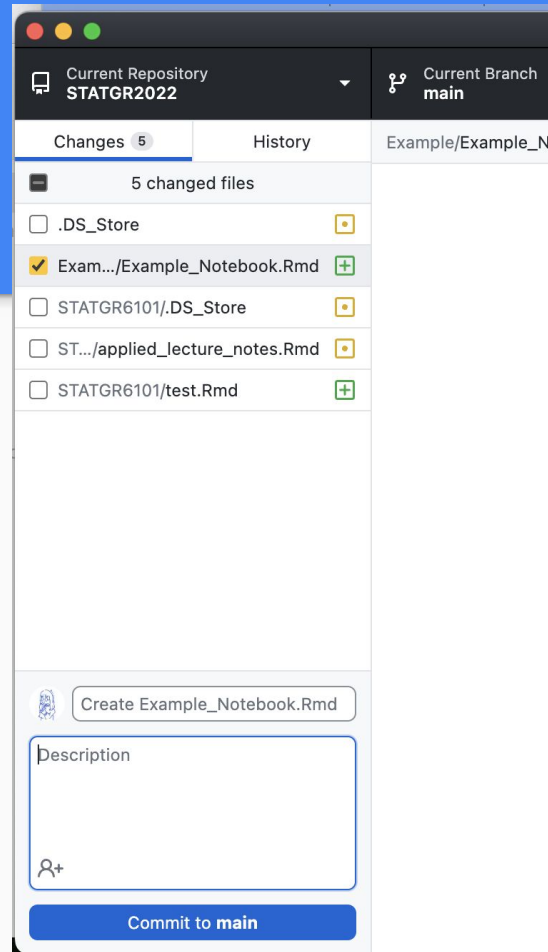 Current Repository
STATGR2022
Current Branch
main
Changes 5
History
Example/Example_N
5 changed files
.DS_Store
Exam.../Example_Notebook.Rmd
STATGR6101/.DS_Store
ST.../applied_lecture_notes.Rmd
STATGR6101/test.Rmd
Create Example_Notebook.Rmd
Description
Commit to main